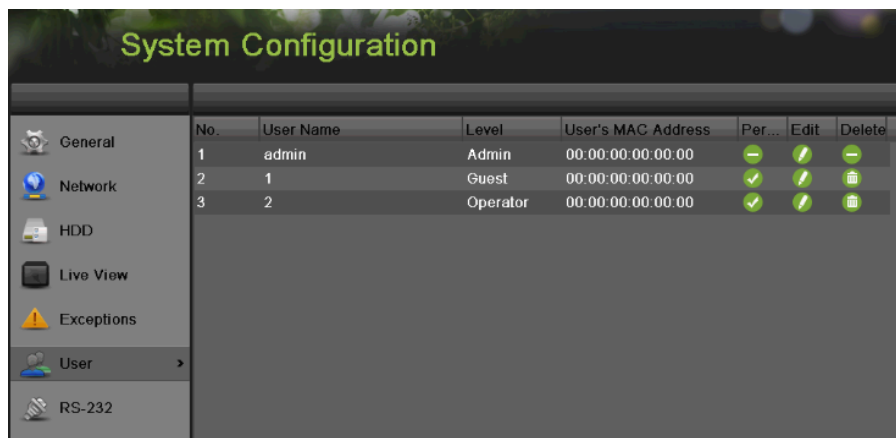 System Configuration
No. User Name Level User's MAC Address Per... Edit Delete
1 admin Admin 00:00:00:00:00:00
2 1 Guest 00:00:00:00:00:00
3 2 Operator 00:00:00:00:00:00
General
Network
HDD
Live View
Exceptions
User
RS-232